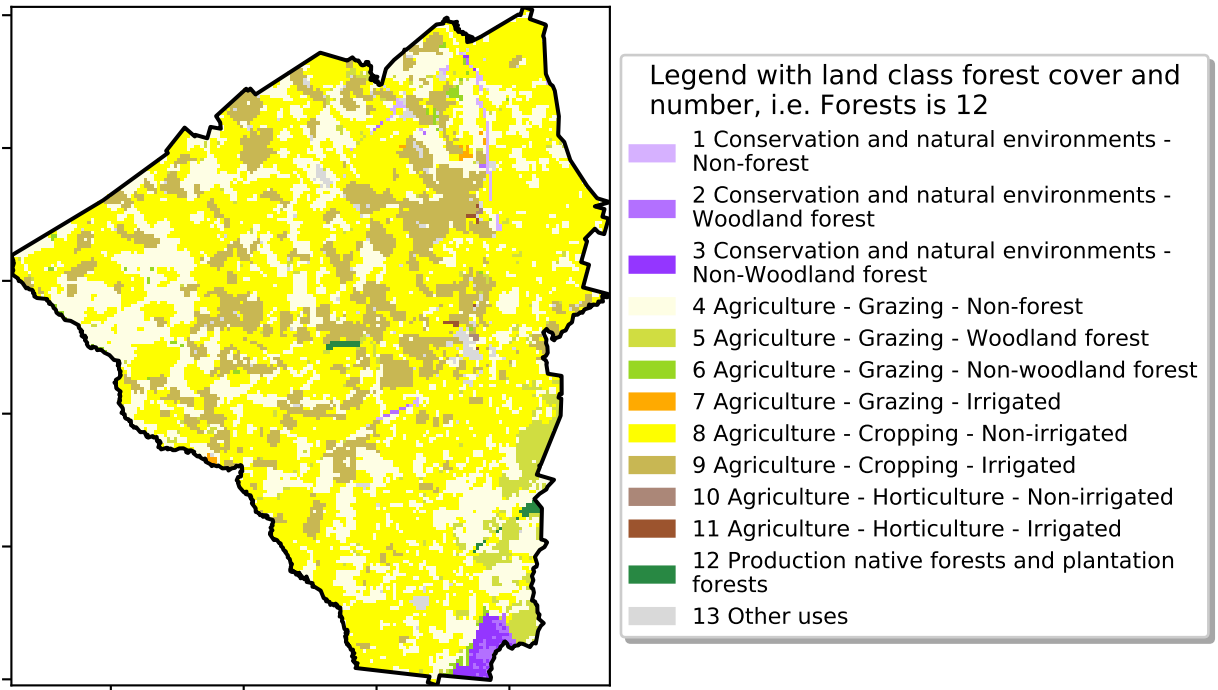 Legend with land class forest cover and
number, i.e. Forests is 12
1 Conservation and natural environments -
Non-forest
2 Conservation and natural environments -
Woodland forest
3 Conservation and natural environments -
Non-Woodland forest
4 Agriculture - Grazing - Non-forest
5 Agriculture - Grazing - Woodland forest
6 Agriculture - Grazing - Non-woodland forest
7 Agriculture - Grazing - Irrigated
8 Agriculture - Cropping - Non-irrigated
9 Agriculture - Cropping - Irrigated
10 Agriculture - Horticulture - Non-irrigated
11 Agriculture - Horticulture - Irrigated
12 Production native forests and plantation
forests
13 Other uses